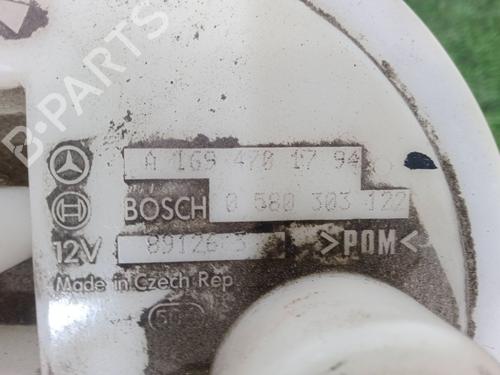 B-PARTS
A 169 470 17 94
BOSCH 0 580 303 122
12V 89126 3 >POM<
Made in Czech Rep